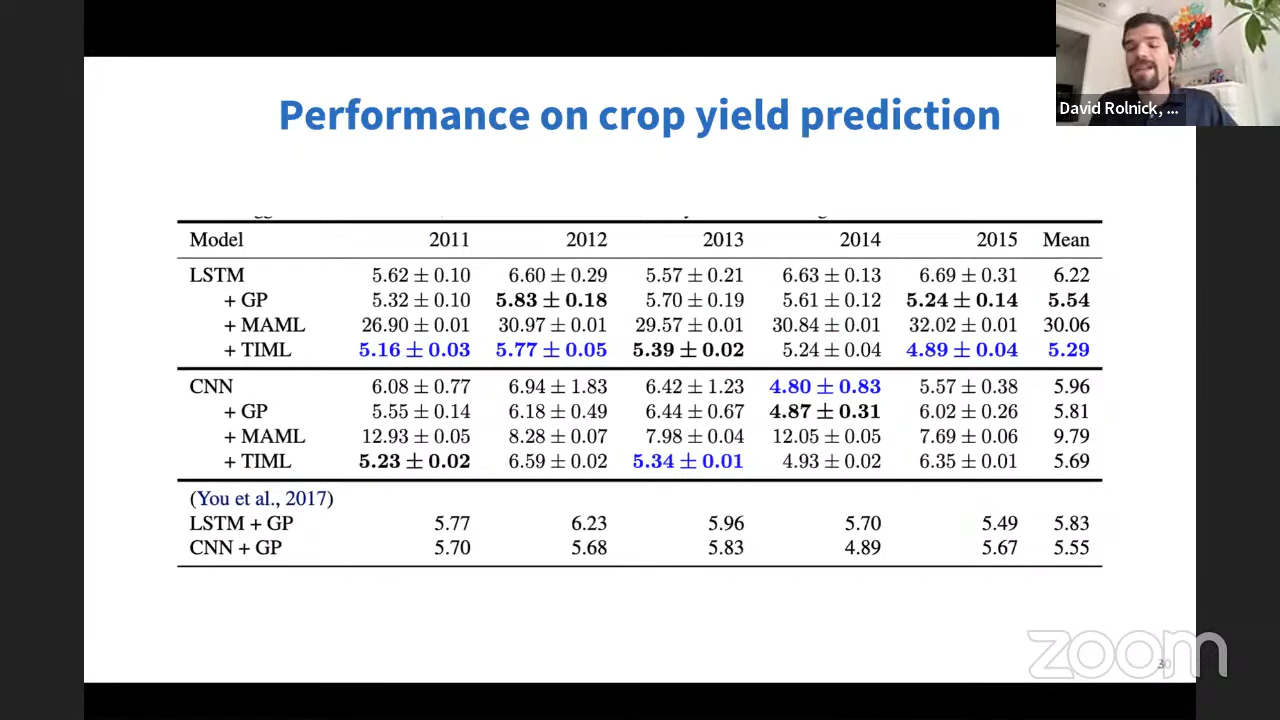 David Rolnick, ...
Performance on crop yield prediction
Model 2011 2012 2013 2014 2015 Mean
LSTM 5.62 ± 0.10 6.60 ± 0.29 5.57 ± 0.21 6.63 ± 0.13 6.69 ± 0.31 6.22
+ GP 5.32 ± 0.10 5.83 ± 0.18 5.70 ± 0.19 5.61 ± 0.12 5.24 ± 0.14 5.54
+ MAML 26.90 ± 0.01 30.97 ± 0.01 29.57 ± 0.01 30.84 ± 0.01 32.02 ± 0.01 30.06
+ TIML 5.16 ± 0.03 5.77 ± 0.05 5.39 ± 0.02 5.24 ± 0.04 4.89 ± 0.04 5.29
CNN 6.08 ± 0.77 6.94 ± 1.83 6.42 ± 1.23 4.80 ± 0.83 5.57 ± 0.38 5.96
+ GP 5.55 ± 0.14 6.18 ± 0.49 6.44 ± 0.67 4.87 ± 0.31 6.02 ± 0.26 5.81
+ MAML 12.93 ± 0.05 8.28 ± 0.07 7.98 ± 0.04 12.05 ± 0.05 7.69 ± 0.06 9.79
+ TIML 5.23 ± 0.02 6.59 ± 0.02 5.34 ± 0.01 4.93 ± 0.02 6.35 ± 0.01 5.69
(You et al., 2017)
LSTM + GP 5.77 6.23 5.96 5.70 5.49 5.83
CNN + GP 5.70 5.68 5.83 4.89 5.67 5.55
zoom
30